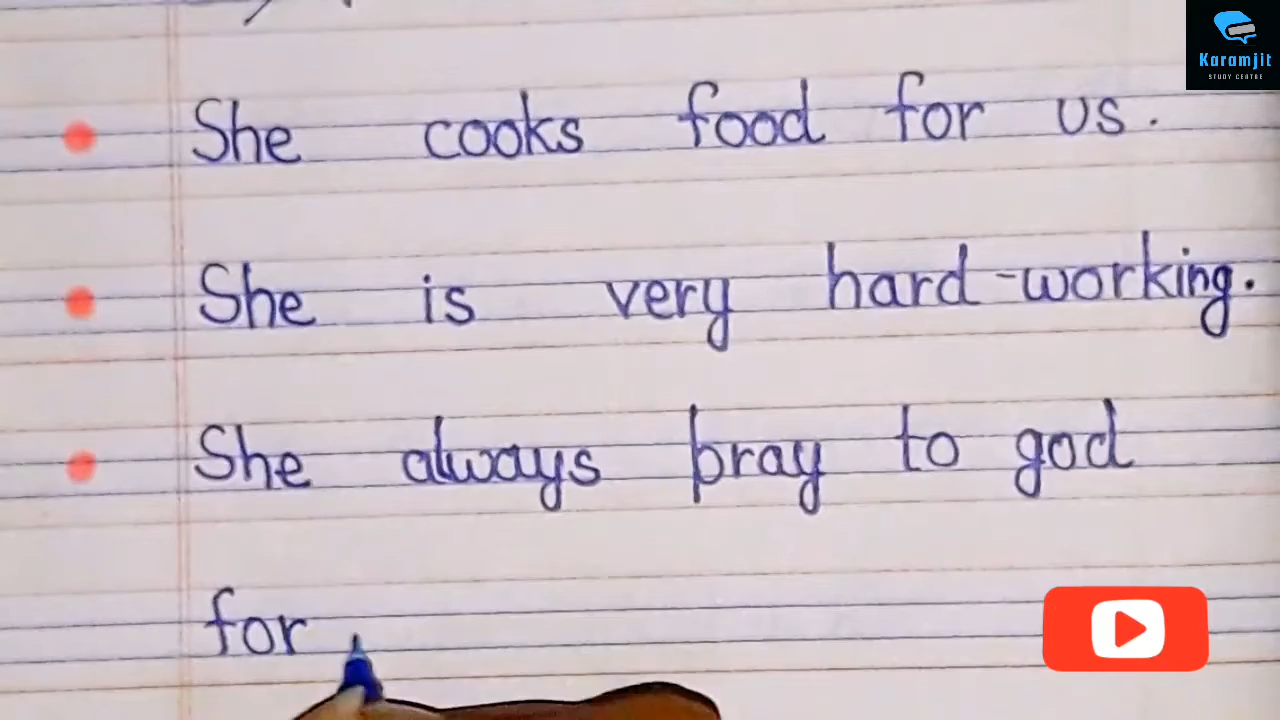 Karamjit
STUDY CENTRE
She cooks food for us.
She is very hard-working.
She always pray to god
for